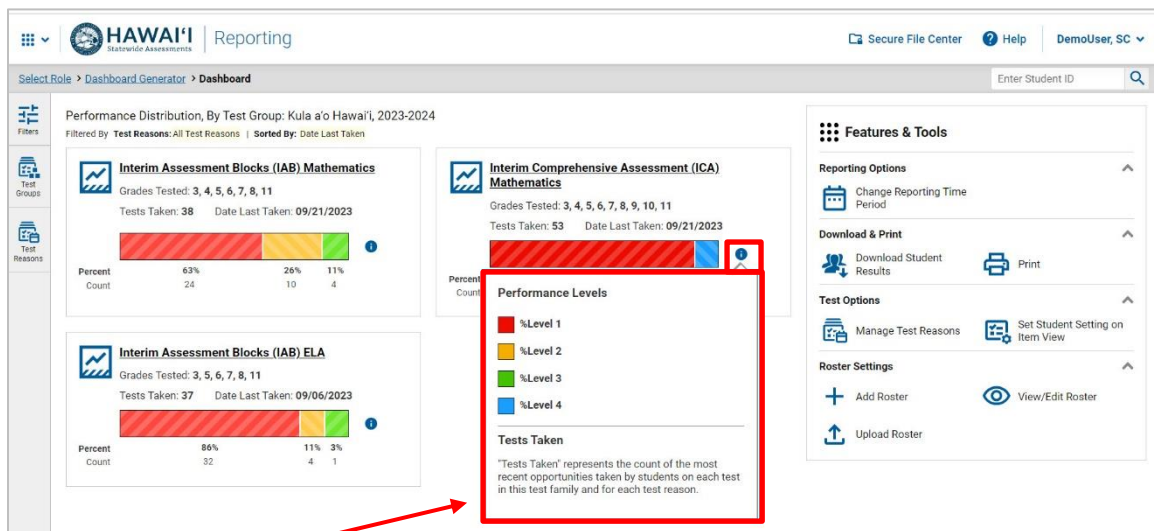 HAWAIʻI
Statewide Assessments
Reporting
Secure File Center
Help
DemoUser, SC
Select Role > Dashboard Generator > Dashboard
Enter Student ID
Filters
Test
Groups
Test
Reasons
Performance Distribution, By Test Group: Kula a'o Hawai'i, 2023-2024
Filtered By Test Reasons: All Test Reasons | Sorted By: Date Last Taken
Interim Assessment Blocks (IAB) Mathematics
Grades Tested: 3, 4, 5, 6, 7, 8, 11
Tests Taken: 38 Date Last Taken: 09/21/2023
Percent 63% 26% 11%
Count 24 10 4
Interim Comprehensive Assessment (ICA)
Mathematics
Grades Tested: 3, 4, 5, 6, 7, 8, 9, 10, 11
Tests Taken: 53 Date Last Taken: 09/21/2023
Percent
Count
Performance Levels
%Level 1
%Level 2
%Level 3
%Level 4
Tests Taken
"Tests Taken" represents the count of the most
recent opportunities taken by students on each test
in this test family and for each test reason.
Interim Assessment Blocks (IAB) ELA
Grades Tested: 3, 5, 6, 7, 8, 11
Tests Taken: 37 Date Last Taken: 09/06/2023
Percent 86% 11% 3%
Count 32 4 1
Features & Tools
Reporting Options
Change Reporting Time
Period
Download & Print
Download Student
Results
Print
Test Options
Manage Test Reasons
Set Student Setting on
Item View
Roster Settings
Add Roster
View/Edit Roster
Upload Roster